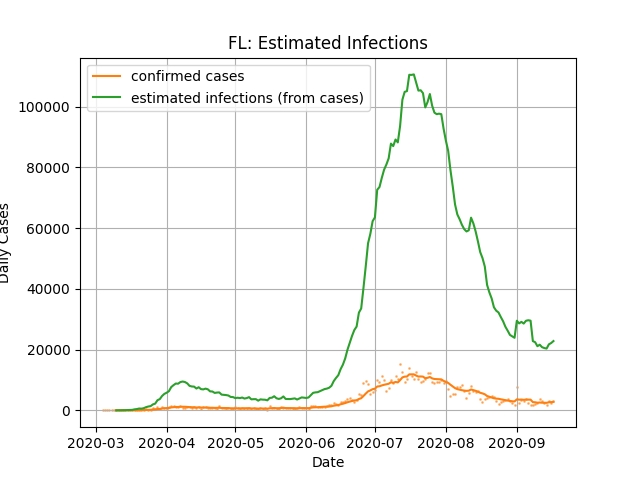 FL: Estimated Infections
confirmed cases
estimated infections (from cases)
100000
80000
60000
40000
20000
0
Daily Cases
2020-03 2020-04 2020-05 2020-06 2020-07 2020-08 2020-09
Date